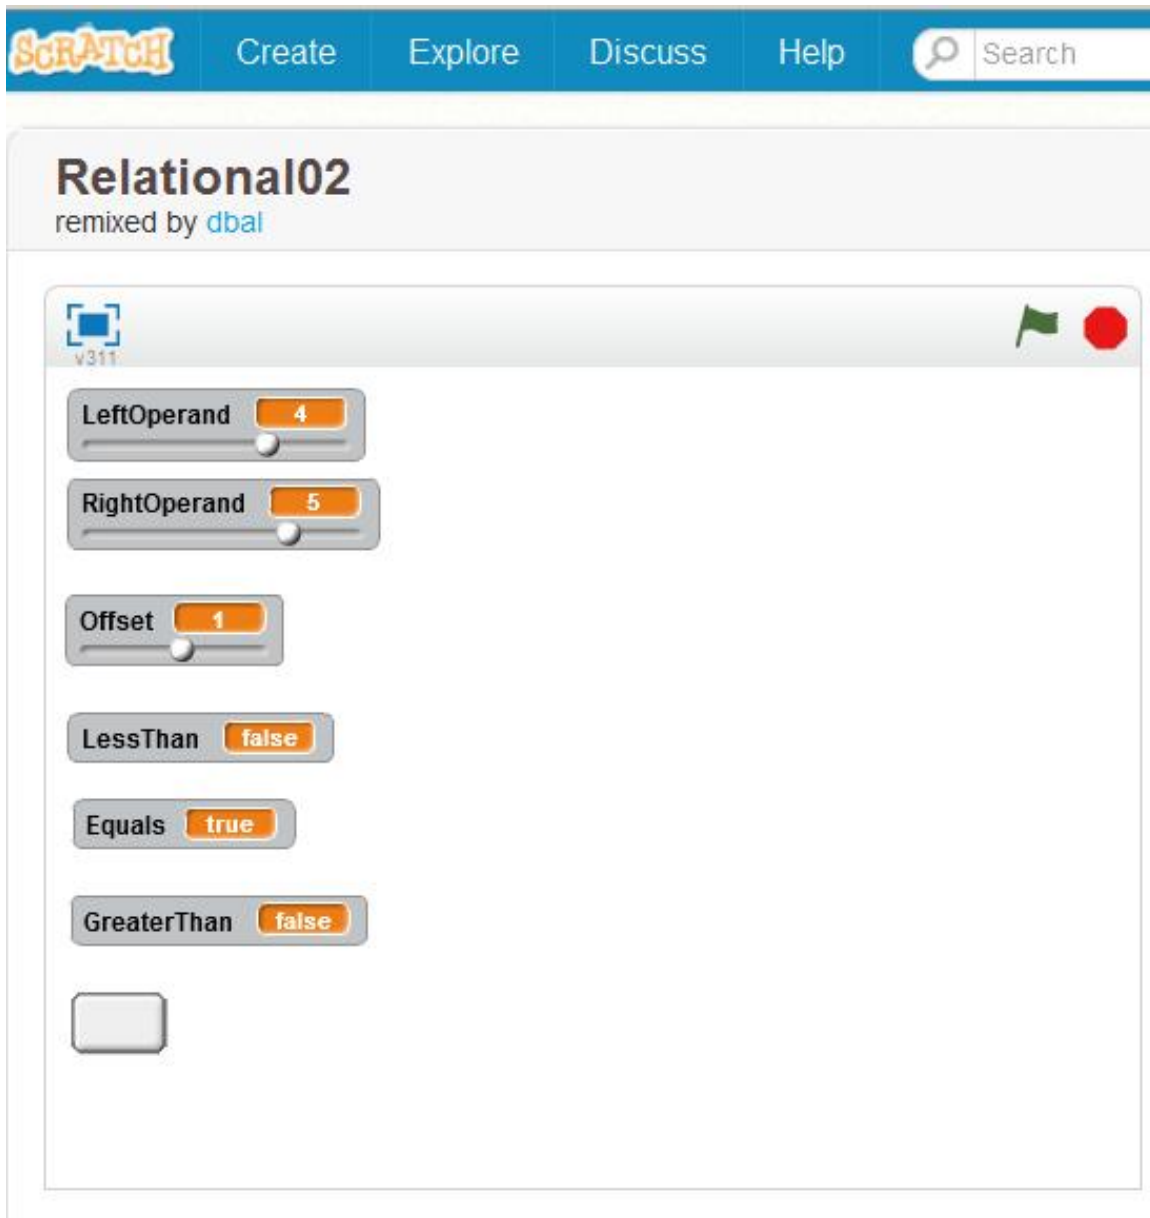 SCRATCH Create Explore Discuss Help Search
Relational02
remixed by dbal
v311
LeftOperand 4
RightOperand 5
Offset 1
LessThan false
Equals true
GreaterThan false